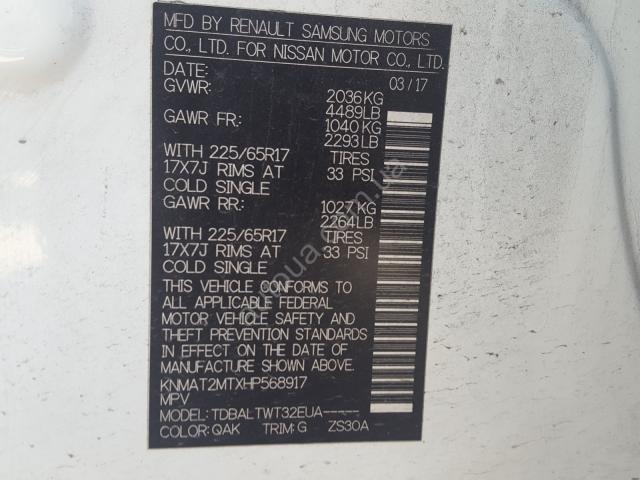 MFD BY RENAULT SAMSUNG MOTORS
CO., LTD. FOR NISSAN MOTOR CO., LTD.
DATE: 03/17
GVWR: 2036KG
4489LB
GAWR FR: 1040KG
2293LB
WITH 225/65R17 TIRES
17X7J RIMS AT 33 PSI
COLD SINGLE
GAWR RR: 1027KG
2264LB
WITH 225/65R17 TIRES
17X7J RIMS AT 33 PSI
COLD SINGLE
THIS VEHICLE CONFORMS TO
ALL APPLICABLE FEDERAL
MOTOR VEHICLE SAFETY AND
THEFT PREVENTION STANDARDS
IN EFFECT ON THE DATE OF
MANUFACTURE SHOWN ABOVE.
KNMAT2MTXHP568917
MPV
MODEL: TDBALTWT32EUA-----
COLOR: QAK TRIM: G ZS30A